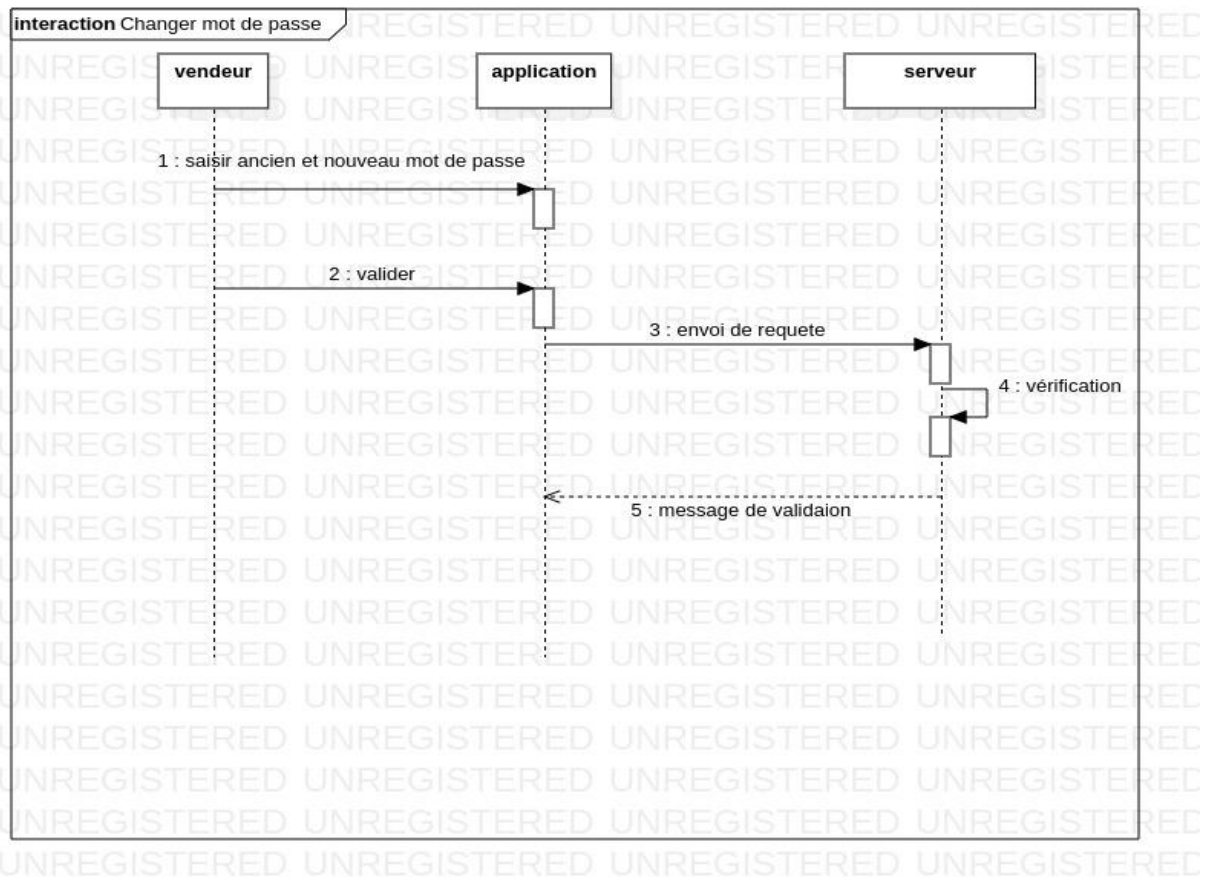 interaction Changer mot de passe
vendeur
application
serveur
1 : saisir ancien et nouveau mot de passe
2 : valider
3 : envoi de requete
4 : vérification
5 : message de validaion
UNREGISTERED UNREGISTERED UNREGISTERED UNREGISTERED